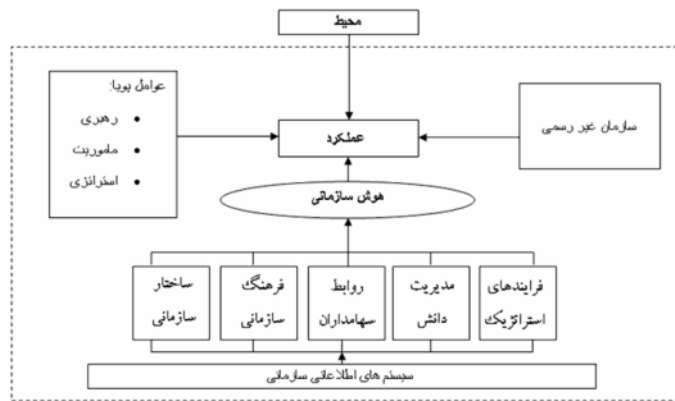 محیط
عوامل پویا:
• رهبری
• ماموریت
• استراتژی
عملکرد
سازمان غیر رسمی
هوش سازمانی
فرایندهای
استراتژیک
مدیریت
دانش
روابط
سهامداران
فرهنگ
سازمانی
ساختار
سازمانی
سیستم های اطلاعاتی سازمانی